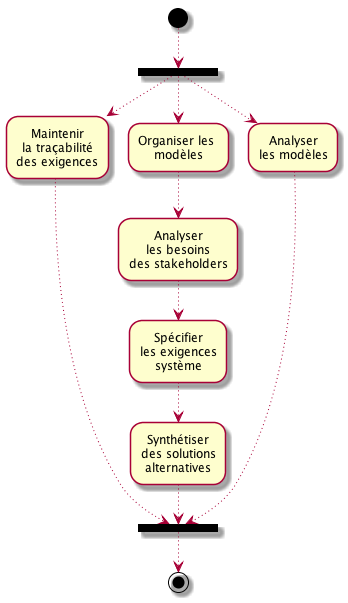 Maintenir
la traçabilité
des exigences
Organiser les
modèles
Analyser
les modèles
Analyser
les besoins
des stakeholders
Spécifier
les exigences
système
Synthétiser
des solutions
alternatives